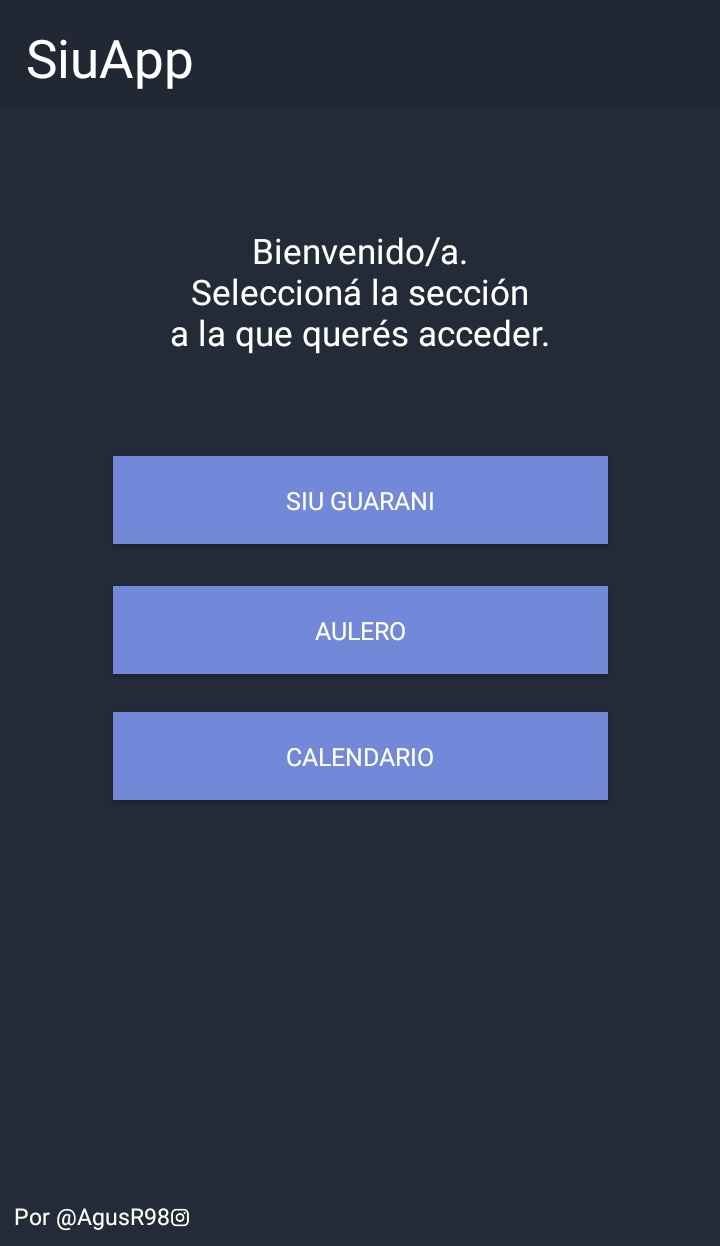 SiuApp
Bienvenido/a.
Seleccioná la sección
a la que querés acceder.
SIU GUARANI
AULERO
CALENDARIO
Por @AgusR98